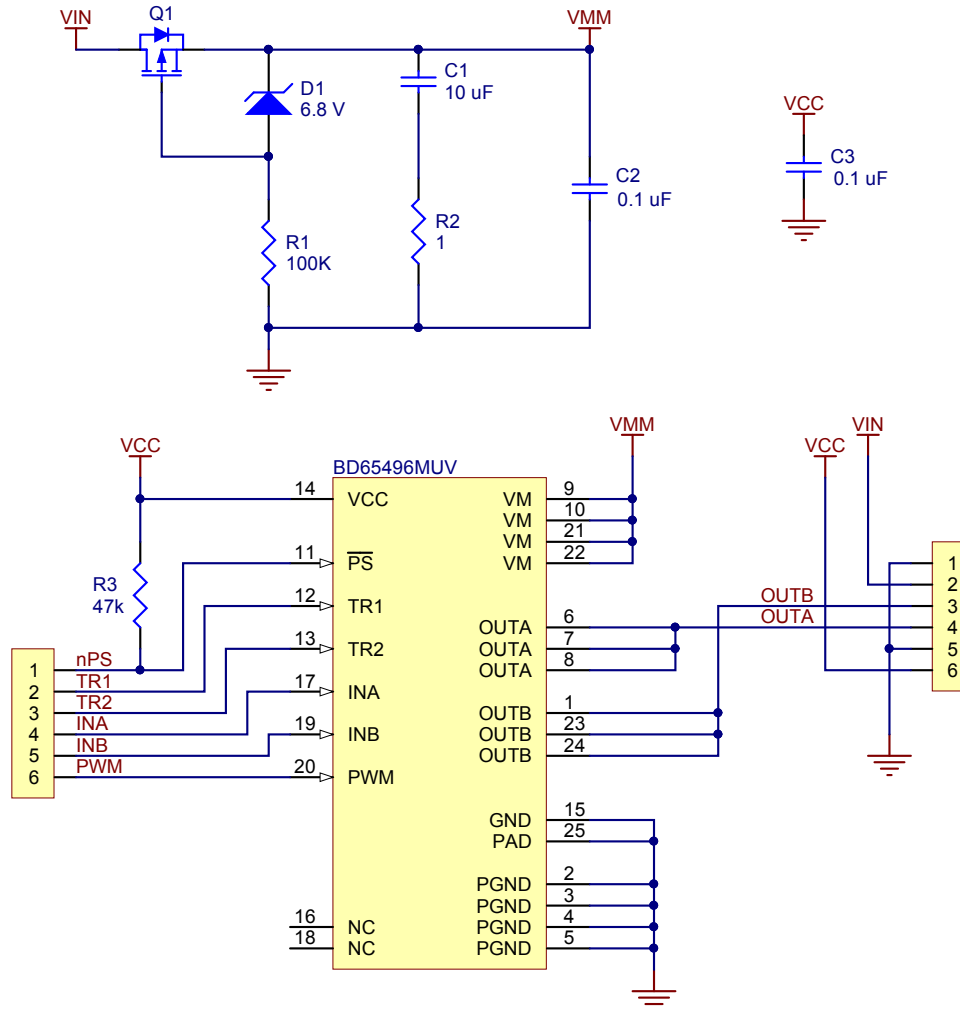 VIN
Q1
VMM
D1
6.8 V
C1
10 uF
C2
0.1 uF
R1
100K
R2
1
VCC
C3
0.1 uF
VCC
R3
47k
BD65496MUV
14 VCC
11 PS
12 TR1
13 TR2
17 INA
19 INB
20 PWM
16 NC
18 NC
VM 9
VM 10
VM 21
VM 22
OUTA 6
OUTA 7
OUTA 8
OUTB 1
OUTB 23
OUTB 24
GND 15
PAD 25
PGND 2
PGND 3
PGND 4
PGND 5
1 nPS
2 TR1
3 TR2
4 INA
5 INB
6 PWM
VMM
VCC
VIN
OUTB
OUTA
1
2
3
4
5
6